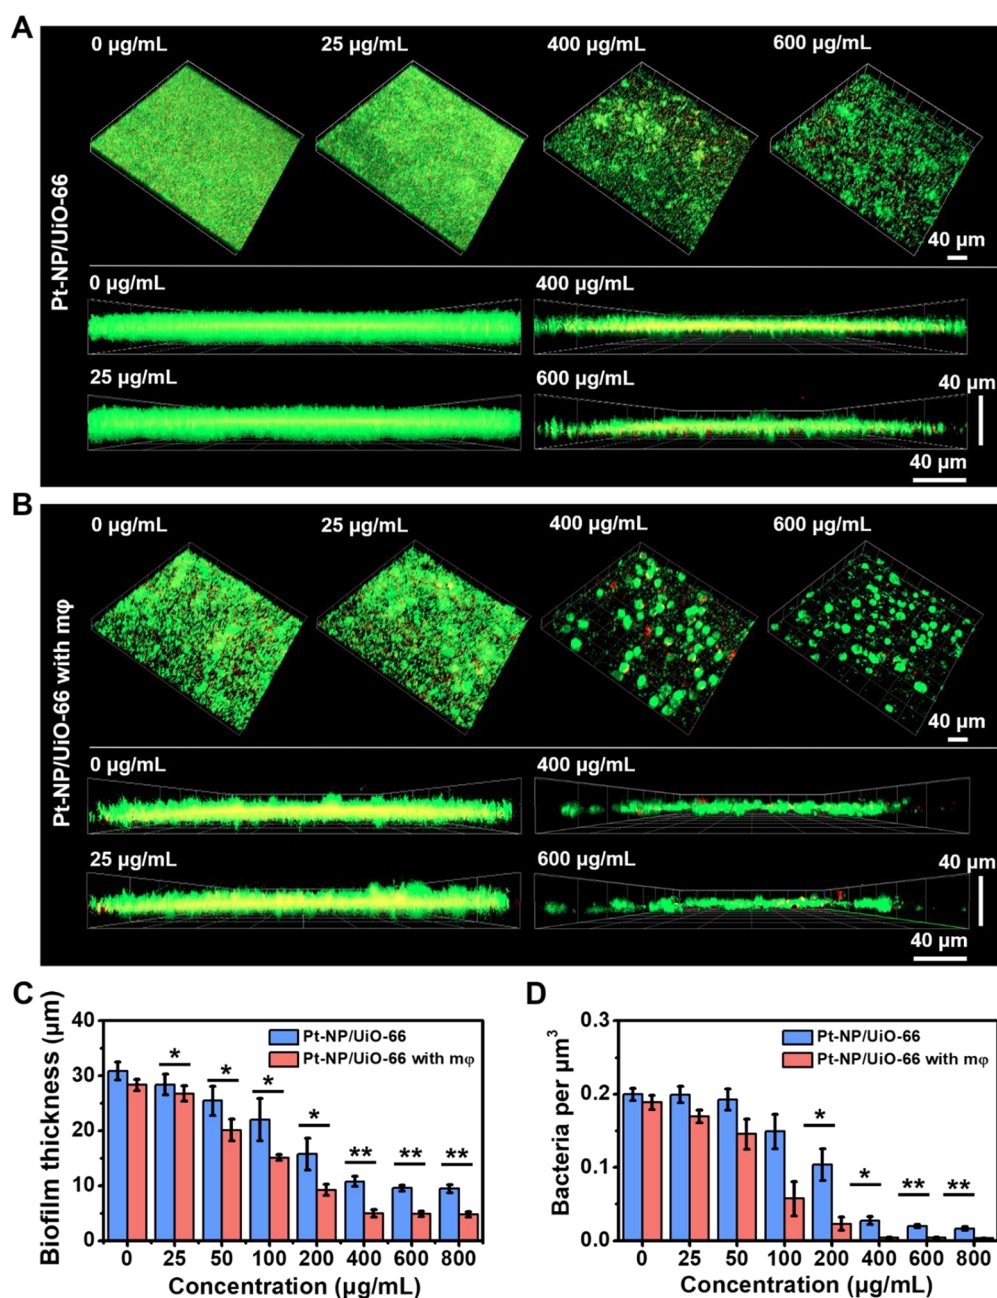 A
0 µg/mL
25 µg/mL
400 µg/mL
600 µg/mL
Pt-NP/UiO-66
40 µm
0 µg/mL
400 µg/mL
25 µg/mL
600 µg/mL
40 µm
40 µm
B
0 µg/mL
25 µg/mL
400 µg/mL
600 µg/mL
Pt-NP/UiO-66 with mφ
40 µm
0 µg/mL
400 µg/mL
25 µg/mL
600 µg/mL
40 µm
40 µm
C
Biofilm thickness (µm)
40
30
20
10
0
Pt-NP/UiO-66
Pt-NP/UiO-66 with mφ
* * * * ** ** **
0 25 50 100 200 400 600 800
Concentration (µg/mL)
D
Bacteria per µm³
0.3
0.2
0.1
0.0
Pt-NP/UiO-66
Pt-NP/UiO-66 with mφ
* * ** **
0 25 50 100 200 400 600 800
Concentration (µg/mL)